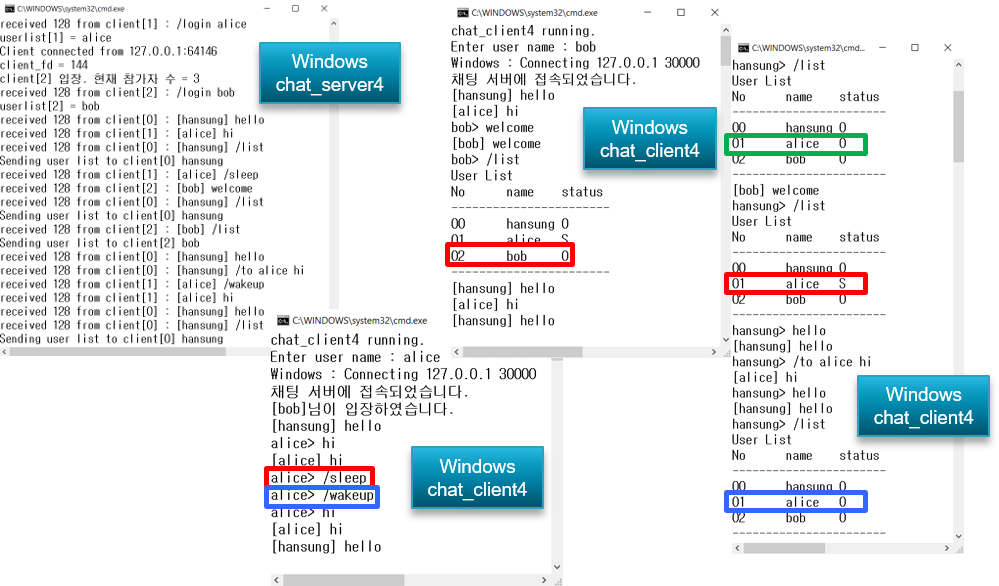 C:\WINDOWS\system32\cmd.exe
received 128 from client[1] : /login alice
userlist[1] = alice
Client connected from 127.0.0.1:64146
client_fd = 144
client[2] 입장. 현재 참가자 수 = 3
received 128 from client[2] : /login bob
userlist[2] = bob
received 128 from client[0] : [hansung] hello
received 128 from client[1] : [alice] hi
received 128 from client[0] : [hansung] /list
Sending user list to client[0] hansung
received 128 from client[1] : [alice] /sleep
received 128 from client[2] : [bob] welcome
received 128 from client[0] : [hansung] /list
Sending user list to client[0] hansung
received 128 from client[2] : [bob] /list
Sending user list to client[2] bob
received 128 from client[0] : [hansung] hello
received 128 from client[0] : [hansung] /to alice hi
received 128 from client[1] : [alice] /wakeup
received 128 from client[1] : [alice] hi
received 128 from client[0] : [hansung] hello
received 128 from client[0] : [hansung] /list
Sending user list to client[0] hansung
Windows
chat_server4
C:\WINDOWS\system32\cmd.exe
chat_client4 running.
Enter user name : bob
Windows : Connecting 127.0.0.1 30000
채팅 서버에 접속되었습니다.
[hansung] hello
[alice] hi
bob> welcome
[bob] welcome
bob> /list
User List
No name status
-------------------------
00 hansung O
01 alice S
02 bob O
-------------------------
[hansung] hello
[alice] hi
[hansung] hello
Windows
chat_client4
C:\WINDOWS\system32\cmd.exe
chat_client4 running.
Enter user name : alice
Windows : Connecting 127.0.0.1 30000
채팅 서버에 접속되었습니다.
[bob]님이 입장하였습니다.
[hansung] hello
alice> hi
[alice] hi
alice> /sleep
alice> /wakeup
alice> hi
[alice] hi
[hansung] hello
Windows
chat_client4
C:\WINDOWS\system32\cmd...
hansung> /list
User List
No name status
-------------------------
00 hansung O
01 alice O
02 bob O
-------------------------
[bob] welcome
hansung> /list
User List
No name status
-------------------------
00 hansung O
01 alice S
02 bob O
-------------------------
hansung> hello
[hansung] hello
hansung> /to alice hi
[alice] hi
hansung> hello
[hansung] hello
hansung> /list
User List
No name status
-------------------------
00 hansung O
01 alice O
02 bob O
-------------------------
Windows
chat_client4